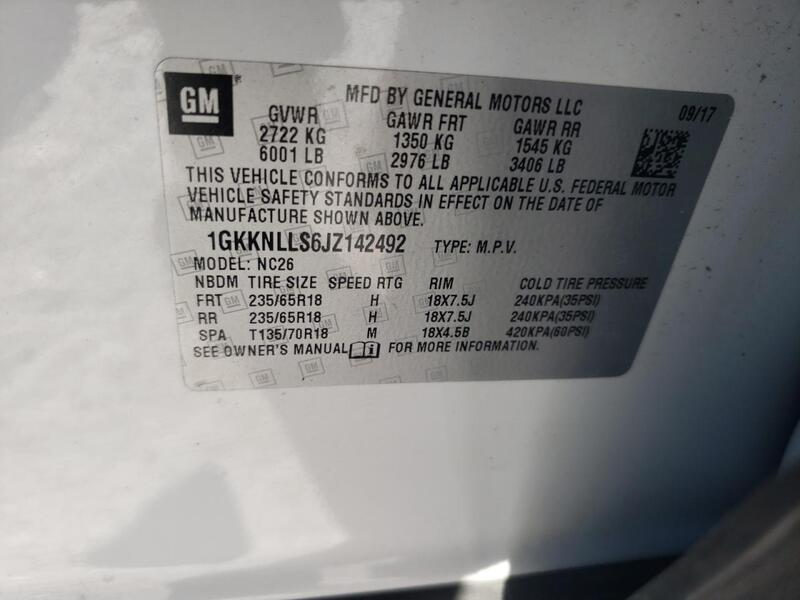 GM
MFD BY GENERAL MOTORS LLC 09/17
GVWR GAWR FRT GAWR RR
2722 KG 1350 KG 1545 KG
6001 LB 2976 LB 3406 LB
THIS VEHICLE CONFORMS TO ALL APPLICABLE U.S. FEDERAL MOTOR
VEHICLE SAFETY STANDARDS IN EFFECT ON THE DATE OF
MANUFACTURE SHOWN ABOVE.
1GKKNLLS6JZ142492 TYPE: M.P.V.
MODEL: NC26
NBDM TIRE SIZE SPEED RTG RIM COLD TIRE PRESSURE
FRT 235/65R18 H 18X7.5J 240KPA(35PSI)
RR 235/65R18 H 18X7.5J 240KPA(35PSI)
SPA T135/70R18 M 18X4.5B 420KPA(60PSI)
SEE OWNER'S MANUAL FOR MORE INFORMATION.